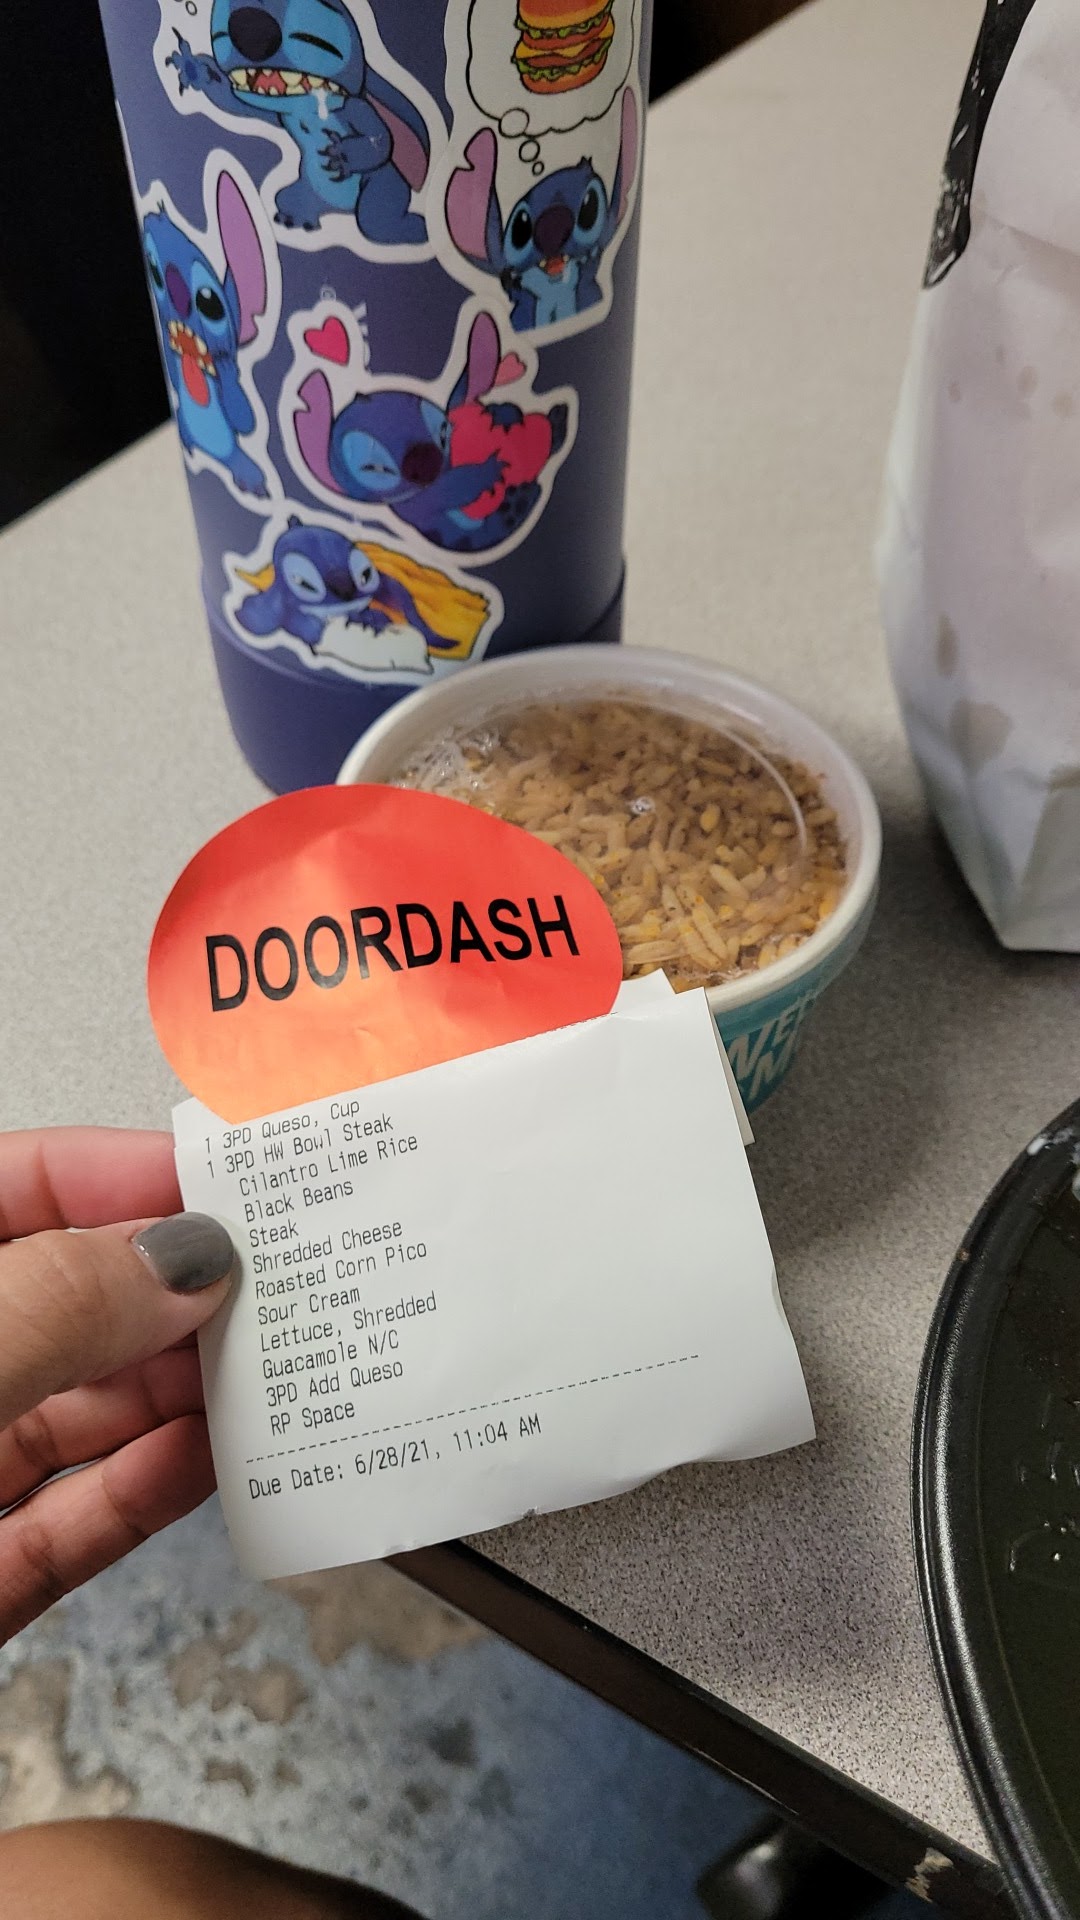 DOORDASH
1 3PD Queso, Cup
1 3PD HW Bowl Steak
Cilantro Lime Rice
Black Beans
Steak
Shredded Cheese
Roasted Corn Pico
Sour Cream
Lettuce, Shredded
Guacamole N/C
3PD Add Queso
RP Space
Due Date: 6/28/21, 11:04 AM